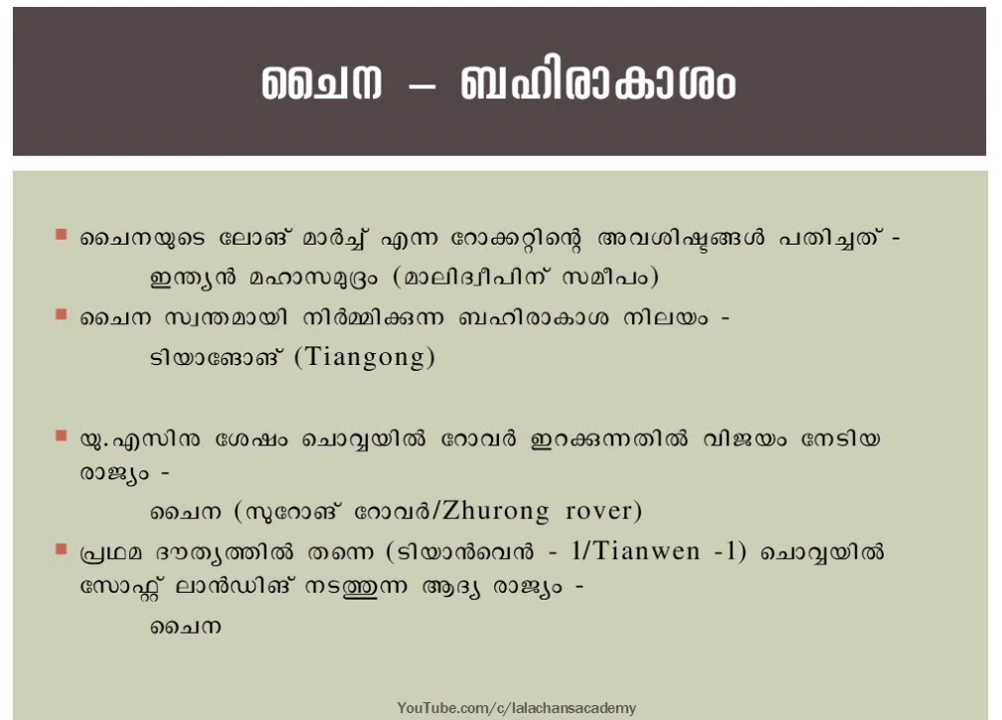 ചൈന – ബഹിരാകാശം
▪ ചൈനയുടെ ലോങ് മാർച്ച് എന്ന റോക്കറ്റിന്റെ അവശിഷ്ടങ്ങൾ പതിച്ചത് -
ഇന്ത്യൻ മഹാസമുദ്രം (മാലിദ്വീപിന് സമീപം)
▪ ചൈന സ്വന്തമായി നിർമ്മിക്കുന്ന ബഹിരാകാശ നിലയം -
ടിയാങോങ് (Tiangong)
▪ യു.എസിനു ശേഷം ചൊവ്വയിൽ റോവർ ഇറക്കുന്നതിൽ വിജയം നേടിയ
രാജ്യം -
ചൈന (സുറോങ് റോവർ/Zhurong rover)
▪ പ്രഥമ ദൗത്യത്തിൽ തന്നെ (ടിയാൻവെൻ - 1/Tianwen -1) ചൊവ്വയിൽ
സോഫ്റ്റ് ലാൻഡിങ് നടത്തുന്ന ആദ്യ രാജ്യം -
ചൈന
YouTube.com/c/lalachansacademy